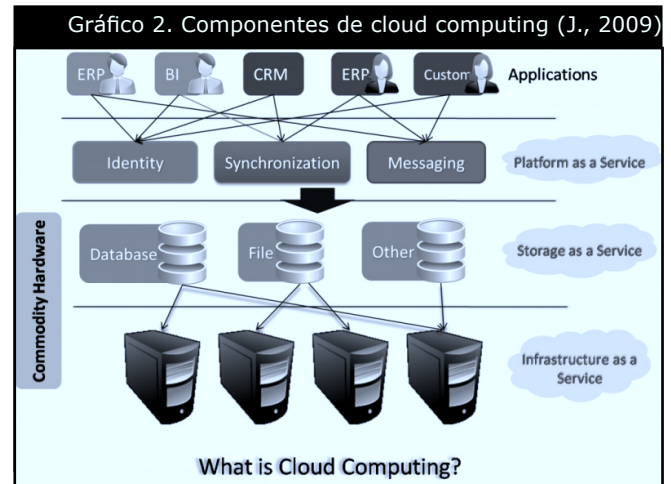 Gráfico 2. Componentes de cloud computing (J., 2009)
ERP BI CRM ERP Custom Applications
Identity Synchronization Messaging Platform as a Service
Commodity Hardware
Database File Other Storage as a Service
Infrastructure as a
Service
What is Cloud Computing?